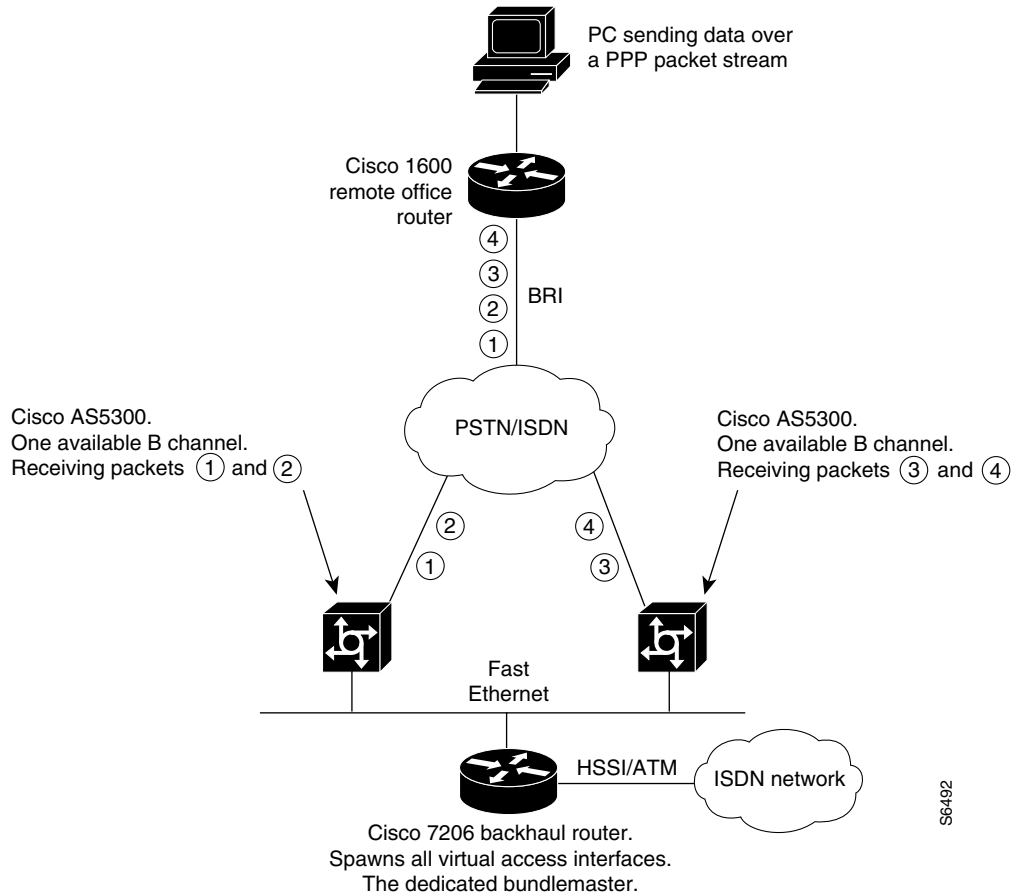 PC sending data over
a PPP packet stream
Cisco 1600
remote office
router
4
3
BRI
2
1
PSTN/ISDN
Cisco AS5300.
One available B channel.
Receiving packets 1 and 2
Cisco AS5300.
One available B channel.
Receiving packets 3 and 4
2
1
4
3
Fast
Ethernet
HSSI/ATM
ISDN network
S6492
Cisco 7206 backhaul router.
Spawns all virtual access interfaces.
The dedicated bundlemaster.